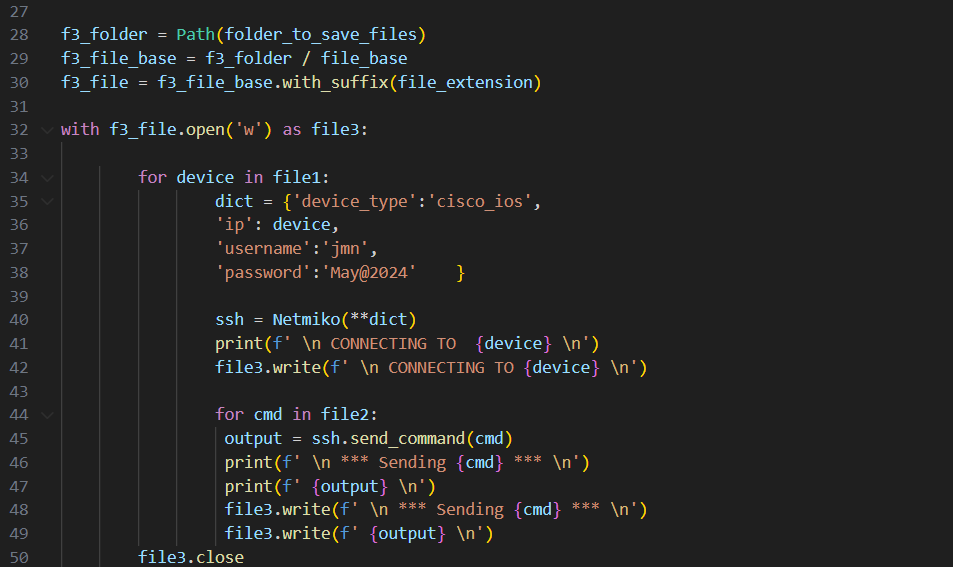 27
28 f3_folder = Path(folder_to_save_files)
29 f3_file_base = f3_folder / file_base
30 f3_file = f3_file_base.with_suffix(file_extension)
31
32 with f3_file.open('w') as file3:
33
34         for device in file1:
35                 dict = {'device_type':'cisco_ios',
36                 'ip': device,
37                 'username':'jmn',
38                 'password':'May@2024'    }
39
40                 ssh = Netmiko(**dict)
41                 print(f' \n CONNECTING TO  {device} \n')
42                 file3.write(f' \n CONNECTING TO {device} \n')
43
44                 for cmd in file2:
45                  output = ssh.send_command(cmd)
46                  print(f' \n *** Sending {cmd} *** \n')
47                  print(f' {output} \n')
48                  file3.write(f' \n *** Sending {cmd} *** \n')
49                  file3.write(f' {output} \n')
50         file3.close